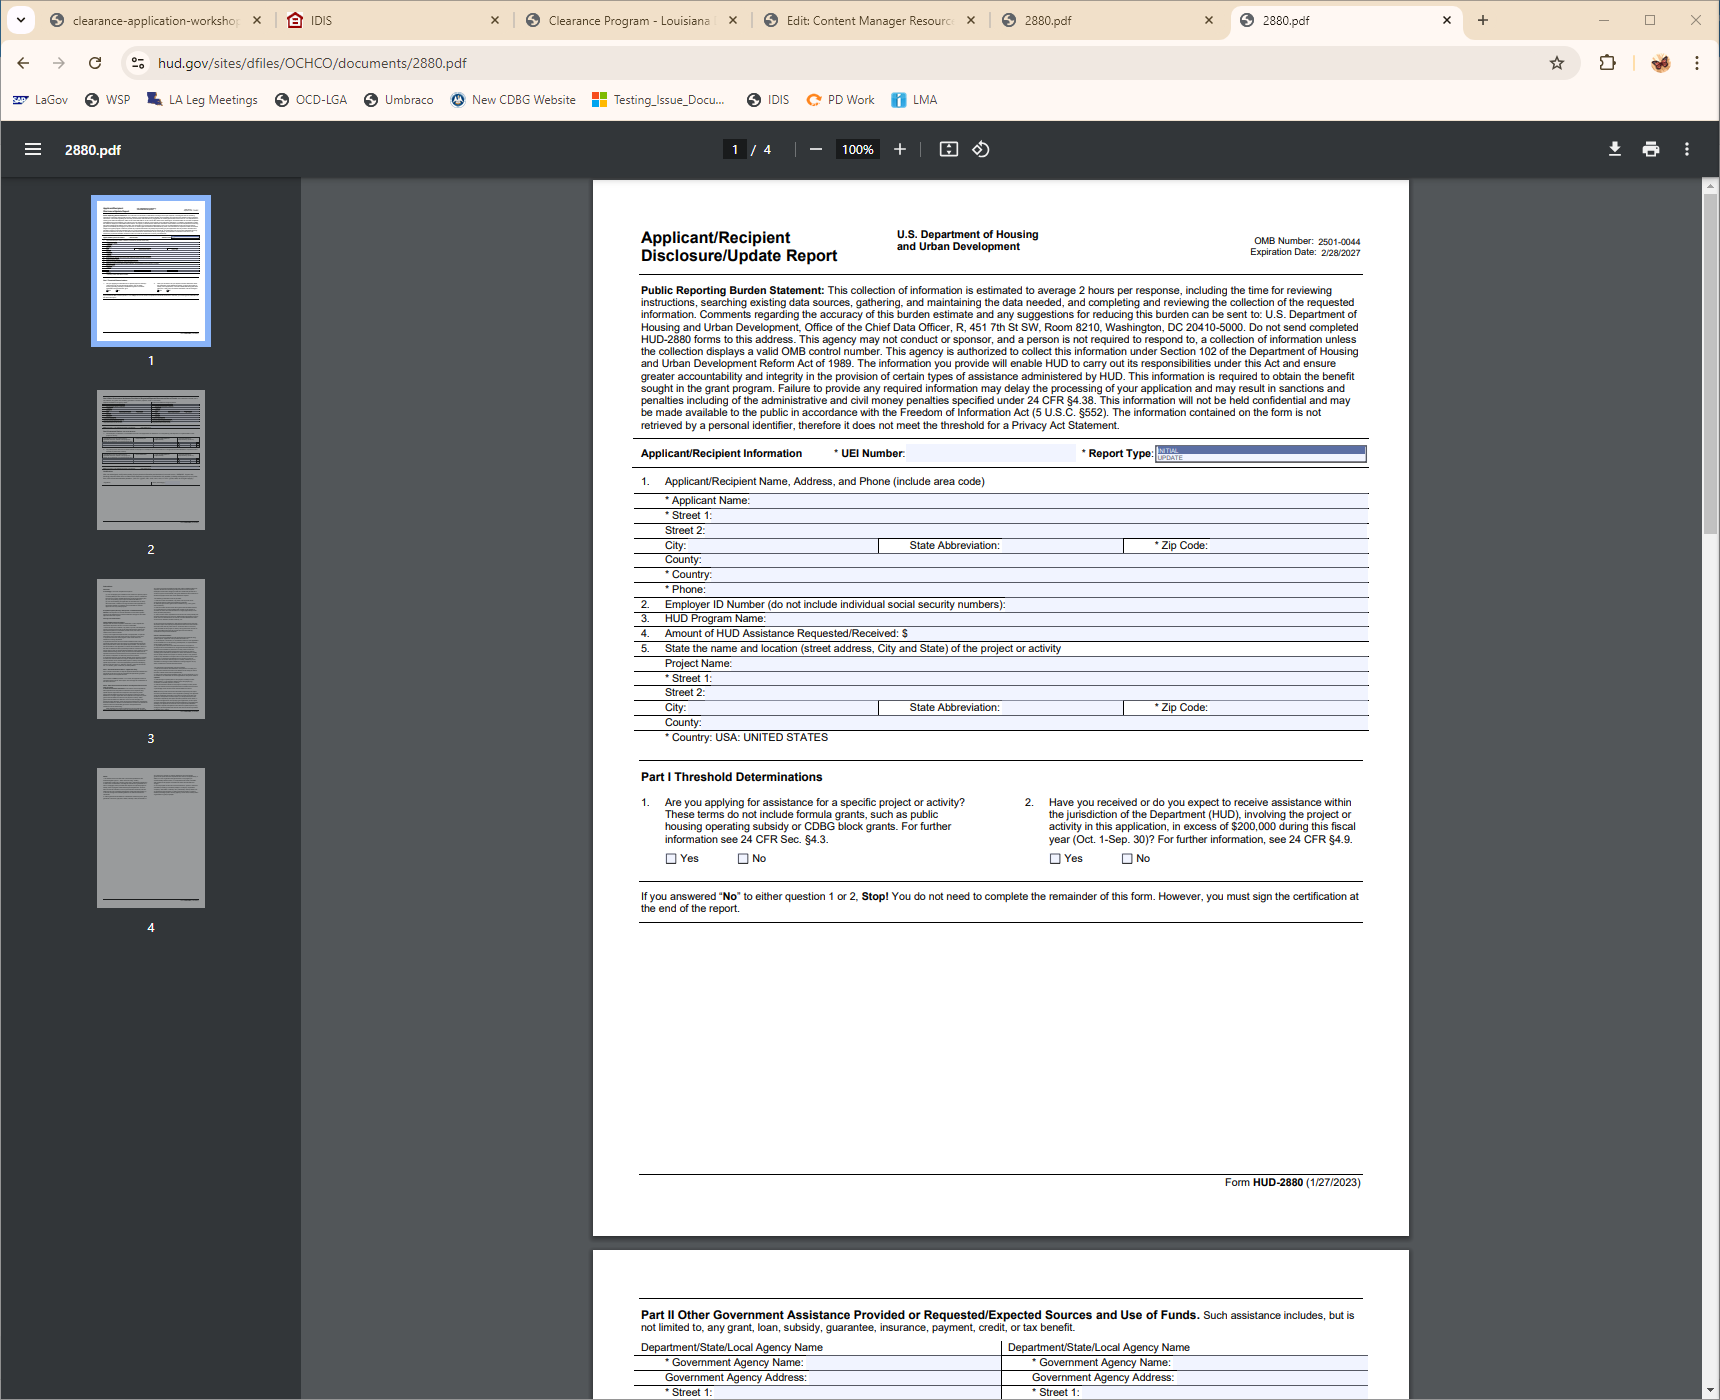 clearance-application-worksho
IDIS
Clearance Program - Louisiana
Edit: Content Manager Resourc
2880.pdf
2880.pdf
hud.gov/sites/dfiles/OCHCO/documents/2880.pdf
LaGov
WSP
LA Leg Meetings
OCD-LGA
Umbraco
New CDBG Website
Testing_Issue_Docu...
IDIS
PD Work
LMA
2880.pdf
1 / 4
100%
1
2
3
4
Applicant/Recipient
Disclosure/Update Report
U.S. Department of Housing
and Urban Development
OMB Number: 2501-0044
Expiration Date: 2/28/2027
Public Reporting Burden Statement: This collection of information is estimated to average 2 hours per response, including the time for reviewing
instructions, searching existing data sources, gathering, and maintaining the data needed, and completing and reviewing the collection of the requested
information. Comments regarding the accuracy of this burden estimate and any suggestions for reducing this burden can be sent to: U.S. Department of
Housing and Urban Development, Office of the Chief Data Officer, R, 451 7th St SW, Room 8210, Washington, DC 20410-5000. Do not send completed
HUD-2880 forms to this address. This agency may not conduct or sponsor, and a person is not required to respond to, a collection of information unless
the collection displays a valid OMB control number. This agency is authorized to collect this information under Section 102 of the Department of Housing
and Urban Development Reform Act of 1989. The information you provide will enable HUD to carry out its responsibilities under this Act and ensure
greater accountability and integrity in the provision of certain types of assistance administered by HUD. This information is required to obtain the benefit
sought in the grant program. Failure to provide any required information may delay the processing of your application and may result in sanctions and
penalties including of the administrative and civil money penalties specified under 24 CFR §4.38. This information will not be held confidential and may
be made available to the public in accordance with the Freedom of Information Act (5 U.S.C. §552). The information contained on the form is not
retrieved by a personal identifier, therefore it does not meet the threshold for a Privacy Act Statement.
Applicant/Recipient Information * UEI Number: * Report Type:
INITIAL
UPDATE
1. Applicant/Recipient Name, Address, and Phone (include area code)
* Applicant Name:
* Street 1:
Street 2:
City: State Abbreviation: * Zip Code:
County:
* Country:
* Phone:
2. Employer ID Number (do not include individual social security numbers):
3. HUD Program Name:
4. Amount of HUD Assistance Requested/Received: $
5. State the name and location (street address, City and State) of the project or activity
Project Name:
* Street 1:
Street 2:
City: State Abbreviation: * Zip Code:
County:
* Country: USA: UNITED STATES
Part I Threshold Determinations
1. Are you applying for assistance for a specific project or activity?
These terms do not include formula grants, such as public
housing operating subsidy or CDBG block grants. For further
information see 24 CFR Sec. §4.3.
Yes No
2. Have you received or do you expect to receive assistance within
the jurisdiction of the Department (HUD), involving the project or
activity in this application, in excess of $200,000 during this fiscal
year (Oct. 1-Sep. 30)? For further information, see 24 CFR §4.9.
Yes No
If you answered “No” to either question 1 or 2, Stop! You do not need to complete the remainder of this form. However, you must sign the certification at
the end of the report.
Form HUD-2880 (1/27/2023)
Part II Other Government Assistance Provided or Requested/Expected Sources and Use of Funds. Such assistance includes, but is
not limited to, any grant, loan, subsidy, guarantee, insurance, payment, credit, or tax benefit.
Department/State/Local Agency Name Department/State/Local Agency Name
* Government Agency Name: * Government Agency Name:
Government Agency Address: Government Agency Address:
* Street 1: * Street 1: